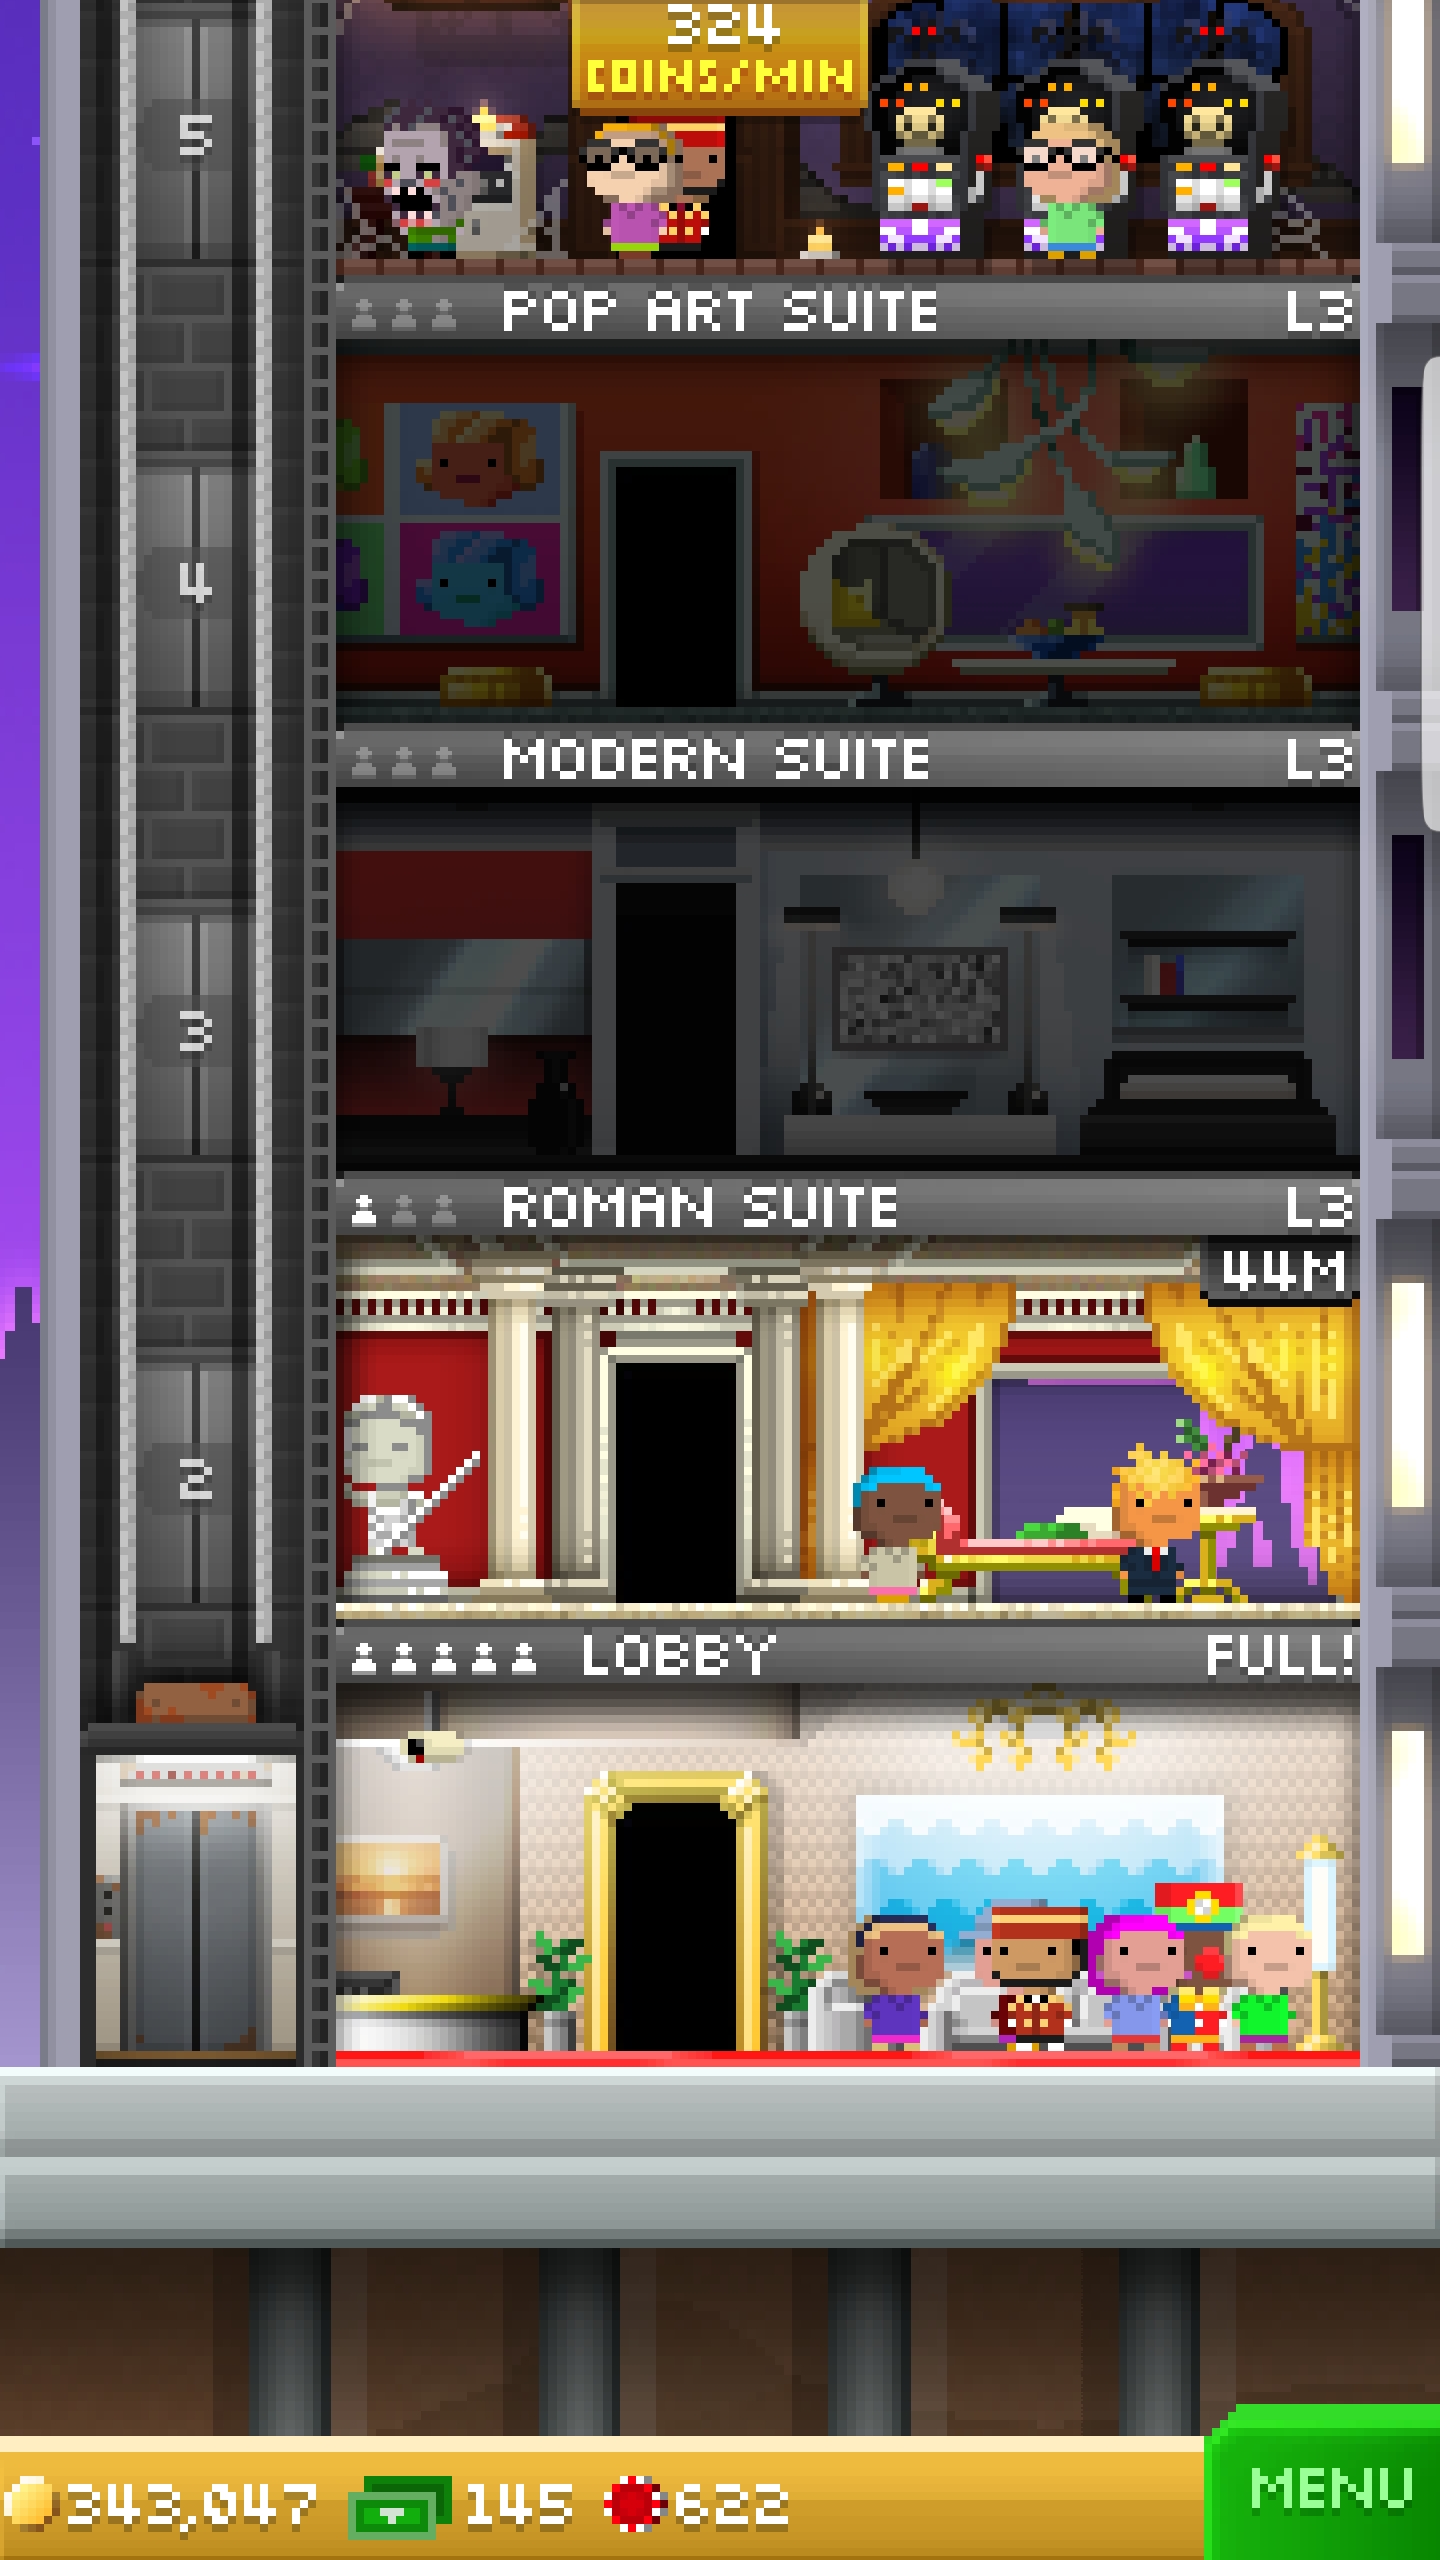 324
COINS/MIN
5
POP ART SUITE L3
4
MODERN SUITE L3
3
ROMAN SUITE L3
44M
2
LOBBY FULL!
343,047 145 622
MENU